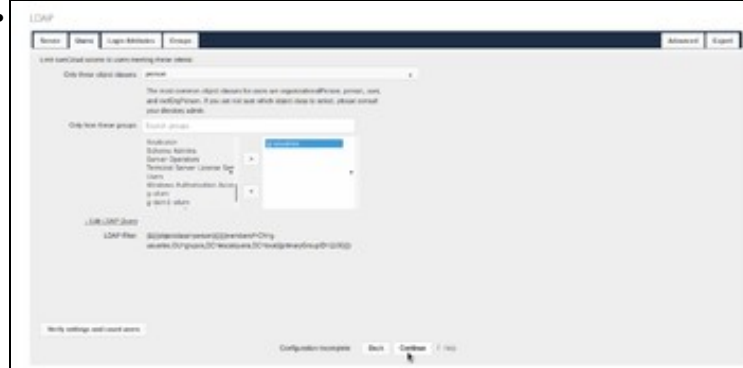 LDAP
Server Users Login Attributes Groups Advanced Expert
Limit ownCloud access to users meeting these criteria:
Only these object classes: person
The most common object classes for users are organizationalPerson, person, user,
and inetOrgPerson. If you are not sure which object class to select, please consult
your directory admin.
Only from these groups: Search groups
Replicator
Schema Admins
Server Operators
Terminal Server License Ser
Users
Windows Authorization Acce
>
<
↓ Edit LDAP Query
LDAP Filter:
Verify settings and count users
Configuration incomplete Back Continue Help